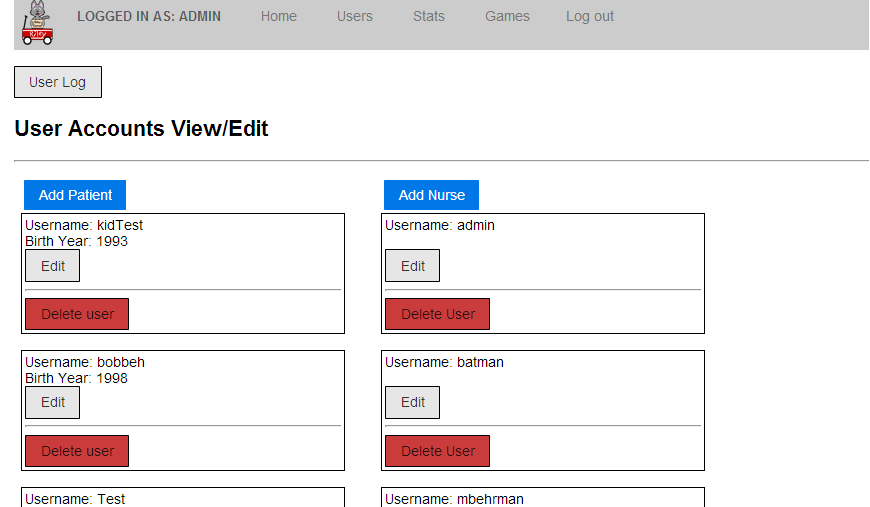 LOGGED IN AS: ADMIN Home Users Stats Games Log out
Riley
User Log
User Accounts View/Edit
Add Patient
Username: kidTest
Birth Year: 1993
Edit
Delete user
Username: bobbeh
Birth Year: 1998
Edit
Delete user
Username: Test
Add Nurse
Username: admin
Edit
Delete User
Username: batman
Edit
Delete User
Username: mbehrman